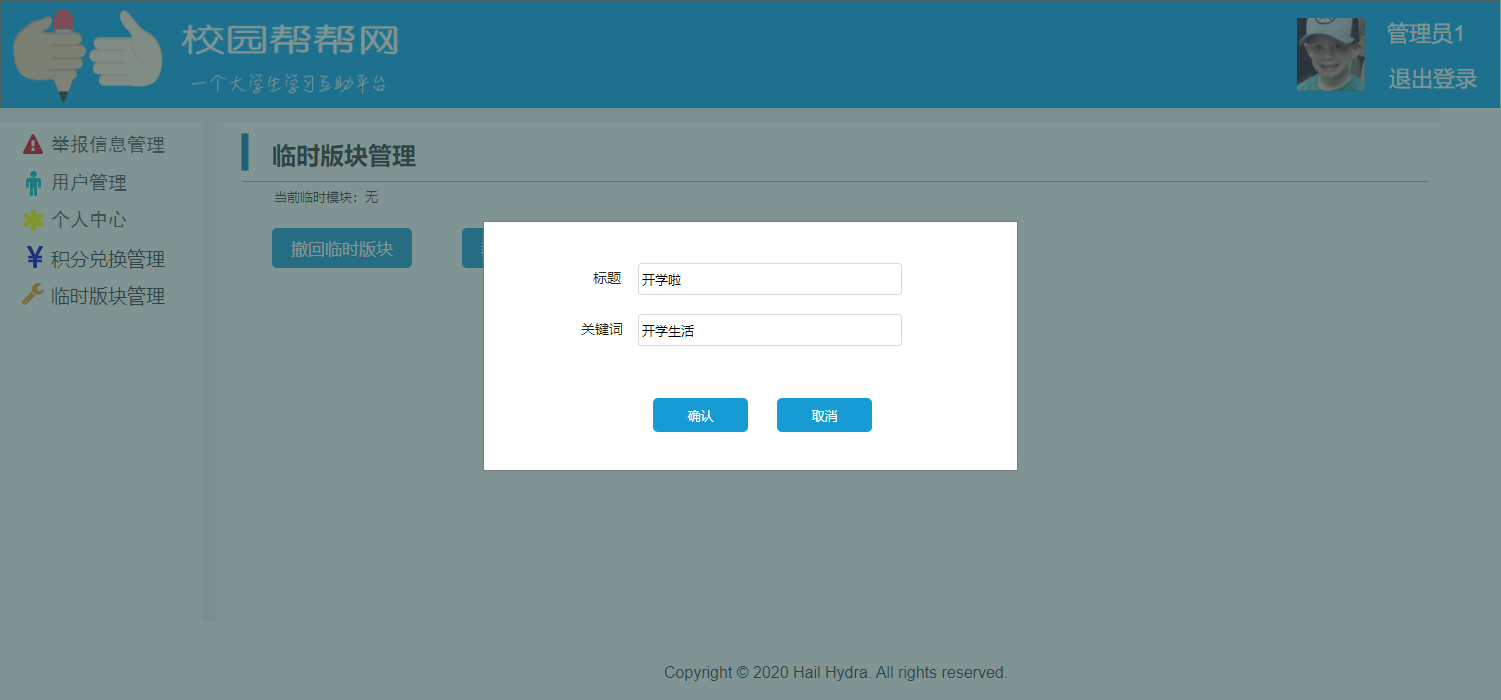 校园帮帮网
一个大学生学习互助平台
管理员1
退出登录
举报信息管理
用户管理
个人中心
积分兑换管理
临时版块管理
临时版块管理
当前临时模块：无
撤回临时版块
标题
开学啦
关键词
开学生活
确认
取消
Copyright © 2020 Hail Hydra. All rights reserved.